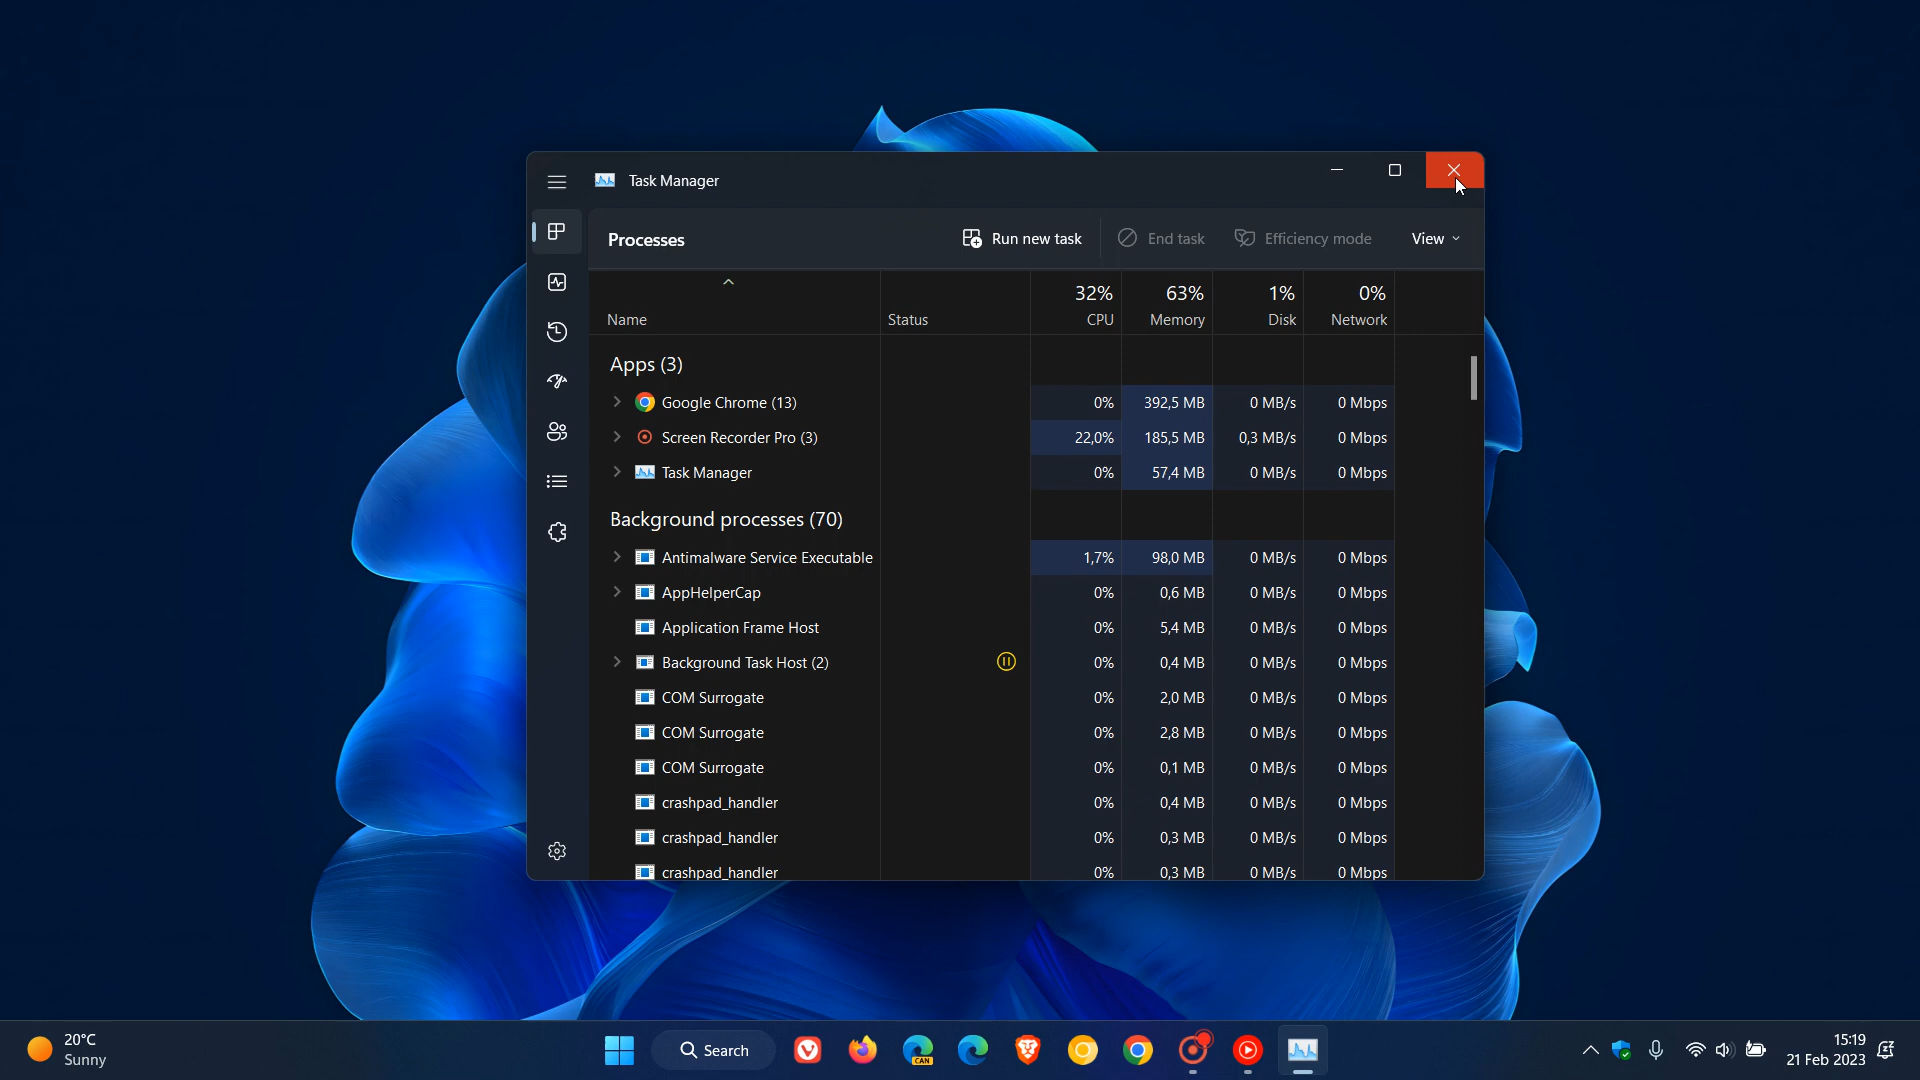 Task Manager
Processes
Run new task
End task
Efficiency mode
View
32% 63% 1% 0%
Name Status CPU Memory Disk Network
Apps (3)
Google Chrome (13) 0% 392,5 MB 0 MB/s 0 Mbps
Screen Recorder Pro (3) 22,0% 185,5 MB 0,3 MB/s 0 Mbps
Task Manager 0% 57,4 MB 0 MB/s 0 Mbps
Background processes (70)
Antimalware Service Executable 1,7% 98,0 MB 0 MB/s 0 Mbps
AppHelperCap 0% 0,6 MB 0 MB/s 0 Mbps
Application Frame Host 0% 5,4 MB 0 MB/s 0 Mbps
Background Task Host (2) 0% 0,4 MB 0 MB/s 0 Mbps
COM Surrogate 0% 2,0 MB 0 MB/s 0 Mbps
COM Surrogate 0% 2,8 MB 0 MB/s 0 Mbps
COM Surrogate 0% 0,1 MB 0 MB/s 0 Mbps
crashpad_handler 0% 0,4 MB 0 MB/s 0 Mbps
crashpad_handler 0% 0,3 MB 0 MB/s 0 Mbps
crashpad_handler 0% 0,3 MB 0 MB/s 0 Mbps
20°C
Sunny
Search
CAN
15:19
21 Feb 2023